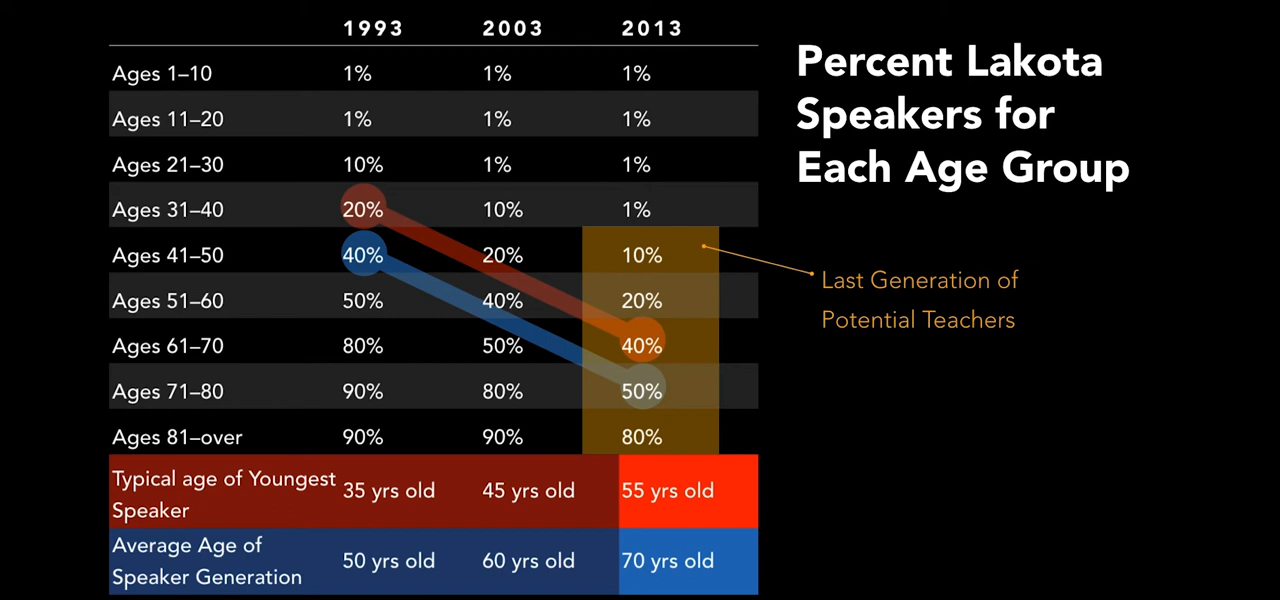 1993 2003 2013
Ages 1–10 1% 1% 1%
Ages 11–20 1% 1% 1%
Ages 21–30 10% 1% 1%
Ages 31–40 20% 10% 1%
Ages 41–50 40% 20% 10%
Ages 51–60 50% 40% 20%
Ages 61–70 80% 50% 40%
Ages 71–80 90% 80% 50%
Ages 81–over 90% 90% 80%
Typical age of Youngest
Speaker 35 yrs old 45 yrs old 55 yrs old
Average Age of
Speaker Generation 50 yrs old 60 yrs old 70 yrs old
Percent Lakota
Speakers for
Each Age Group
Last Generation of
Potential Teachers